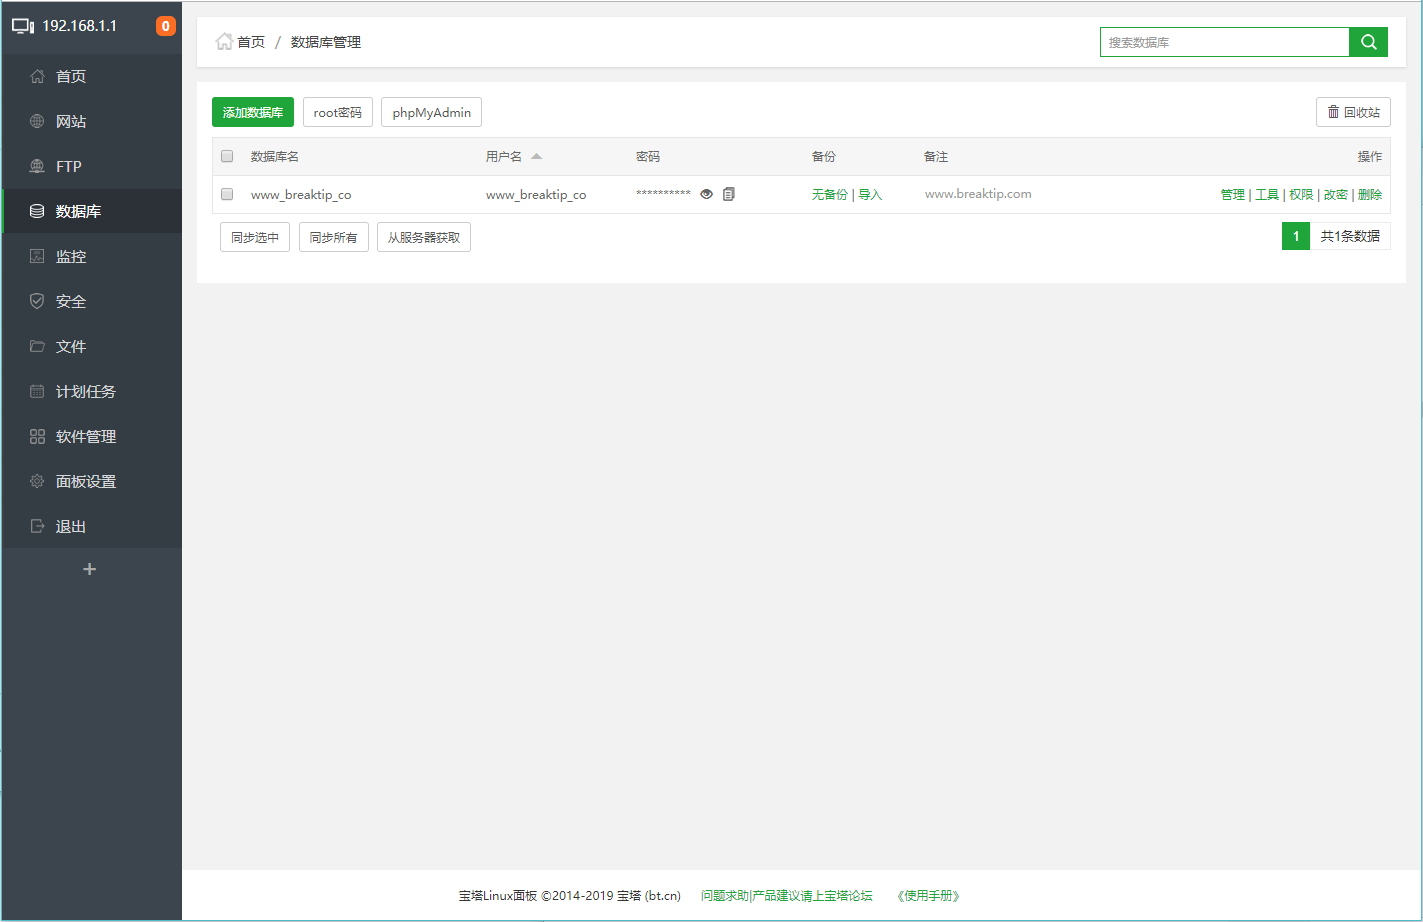 192.168.1.1 0
首页
网站
FTP
数据库
监控
安全
文件
计划任务
软件管理
面板设置
退出
+
首页 / 数据库管理
搜索数据库
添加数据库 root密码 phpMyAdmin 回收站
数据库名 用户名 密码 备份 备注 操作
www_breaktip_co www_breaktip_co ********** 无备份 | 导入 www.breaktip.com 管理 | 工具 | 权限 | 改密 | 删除
同步选中 同步所有 从服务器获取 1 共1条数据
宝塔Linux面板 ©2014-2019 宝塔 (bt.cn) 问题求助|产品建议请上宝塔论坛 《使用手册》